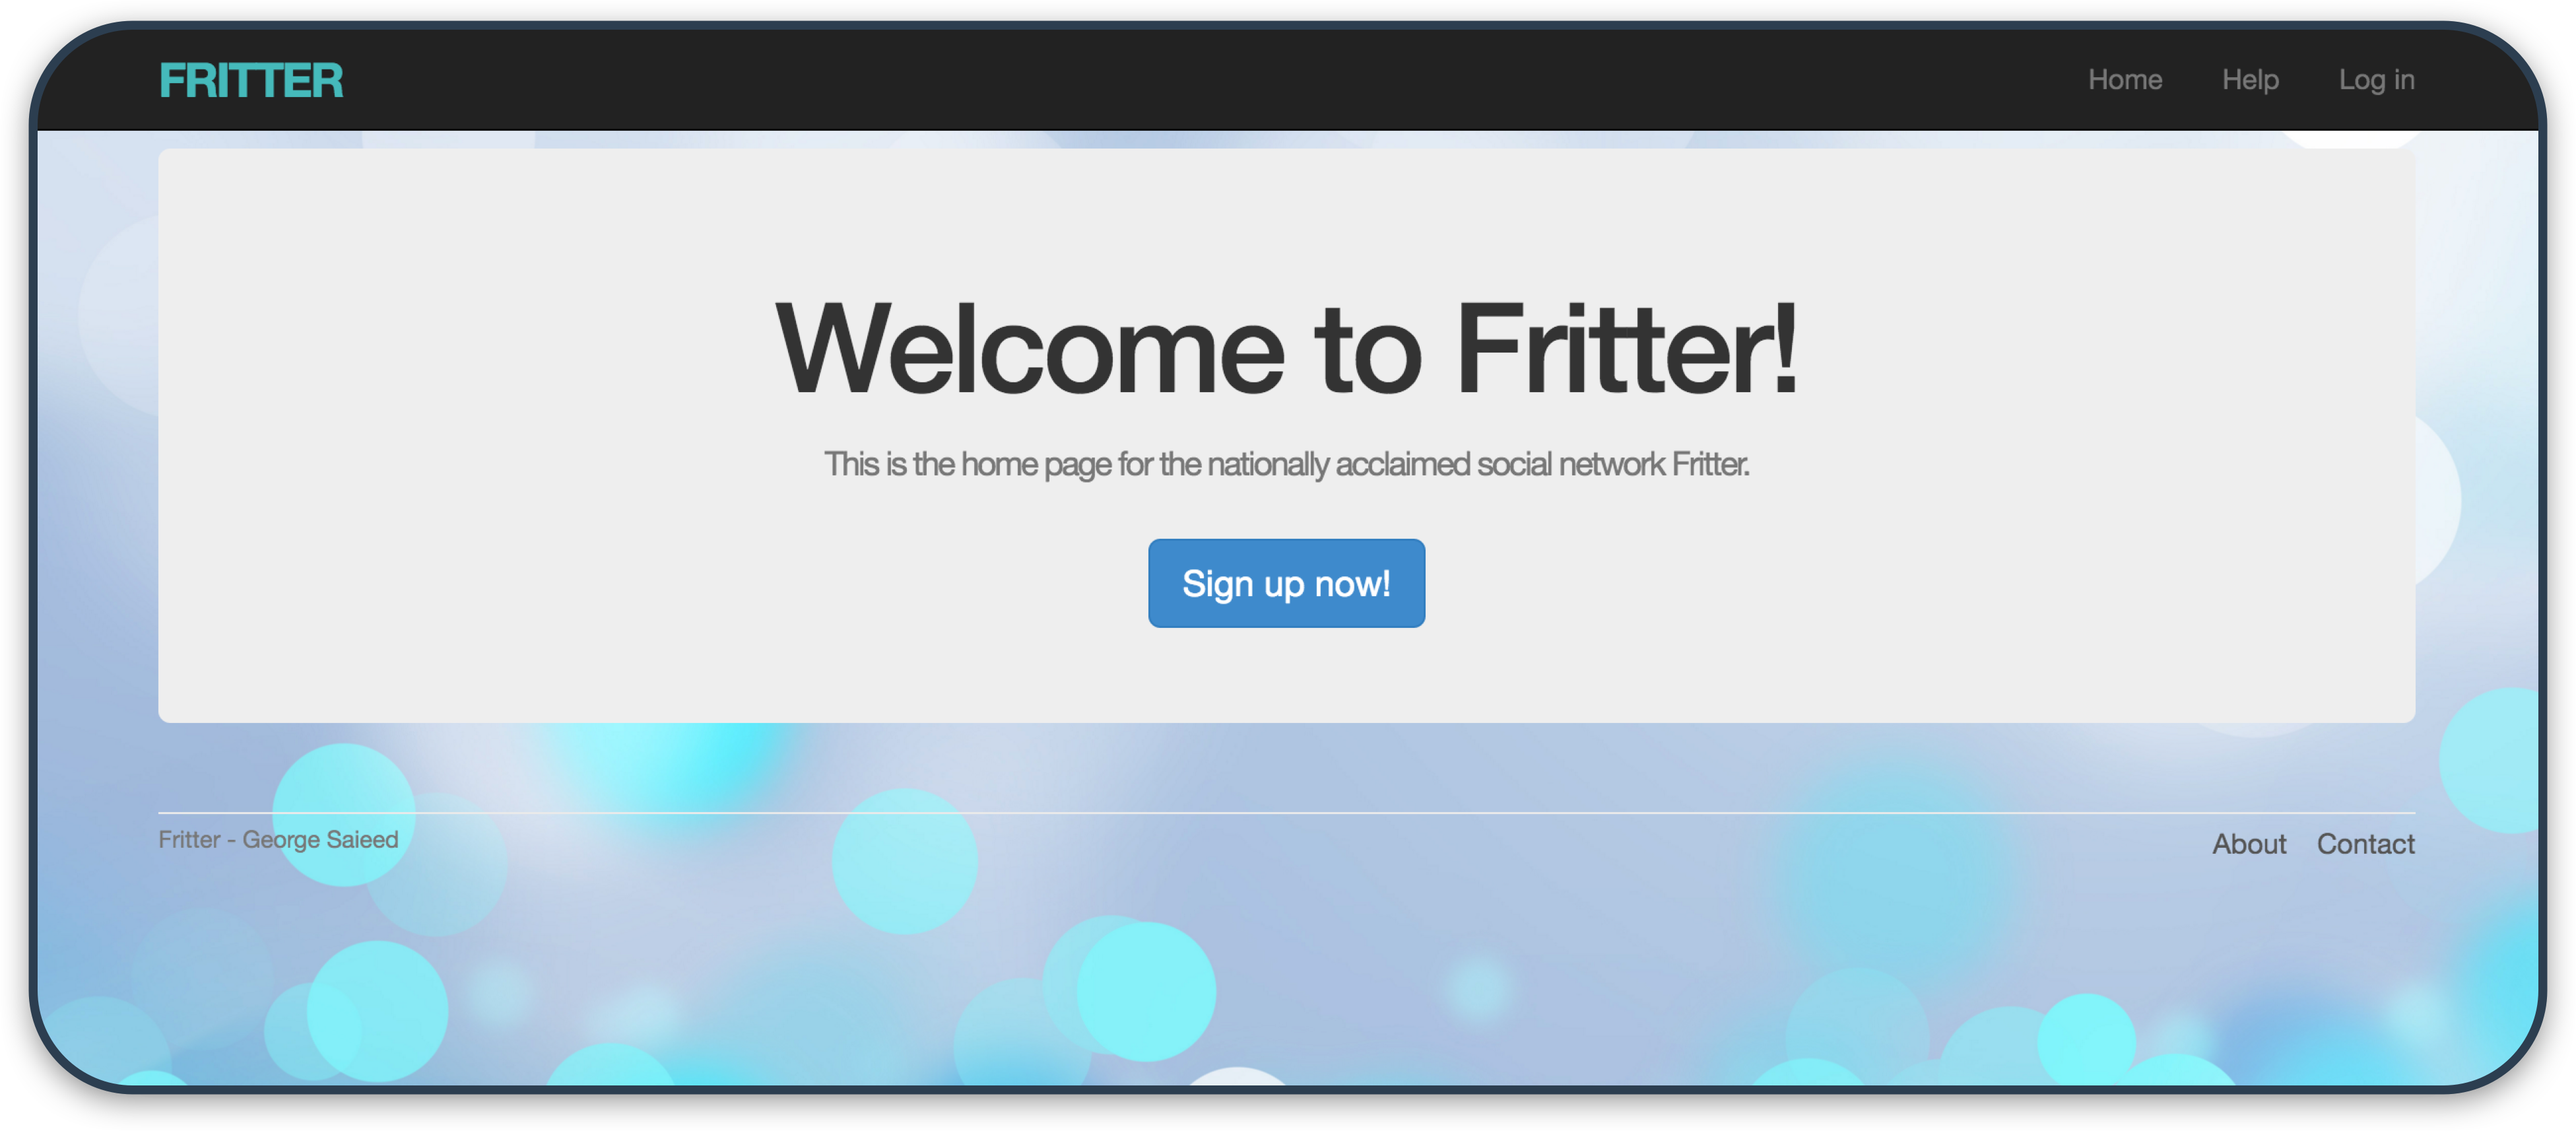 FRITTER
Home Help Log in
Welcome to Fritter!
This is the home page for the nationally acclaimed social network Fritter.
Sign up now!
Fritter - George Saieed
About Contact